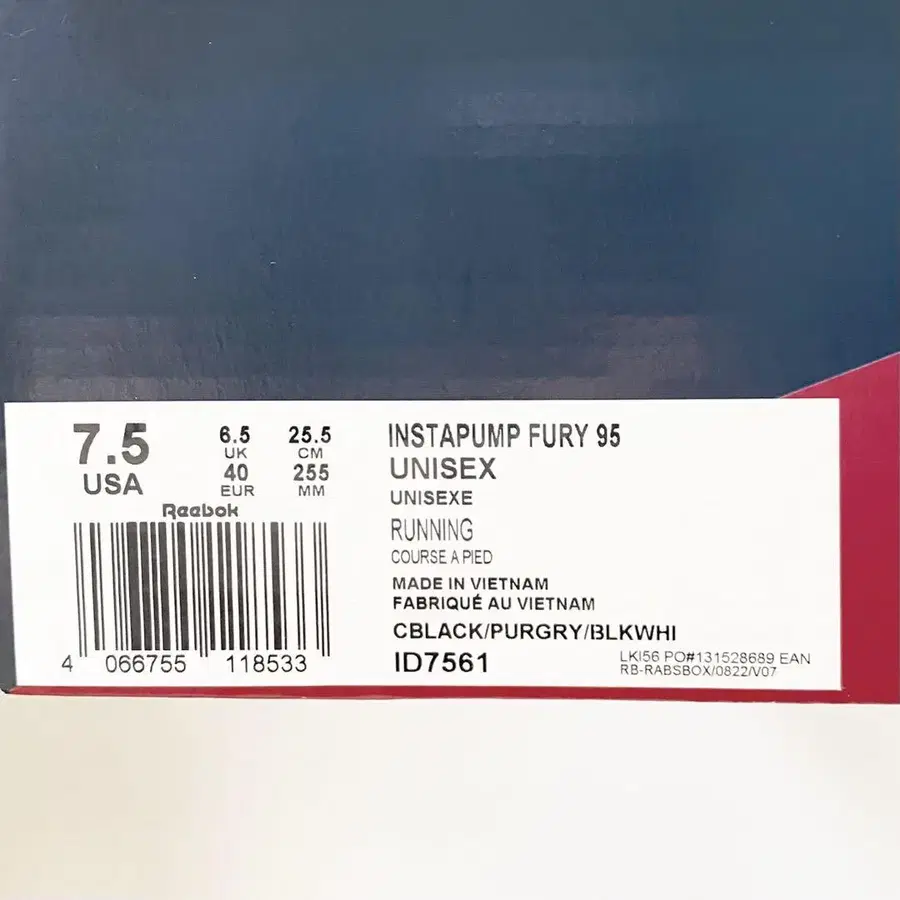 7.5
USA
6.5
UK
40
EUR
25.5
CM
255
MM
Reebok
4 066755 118533
INSTAPUMP FURY 95
UNISEX
UNISEXE
RUNNING
COURSE A PIED
MADE IN VIETNAM
FABRIQUÉ AU VIETNAM
CBLACK/PURGRY/BLKWHI
ID7561
LKI56 PO#131528689 EAN
RB-RABSBOX/0822/V07